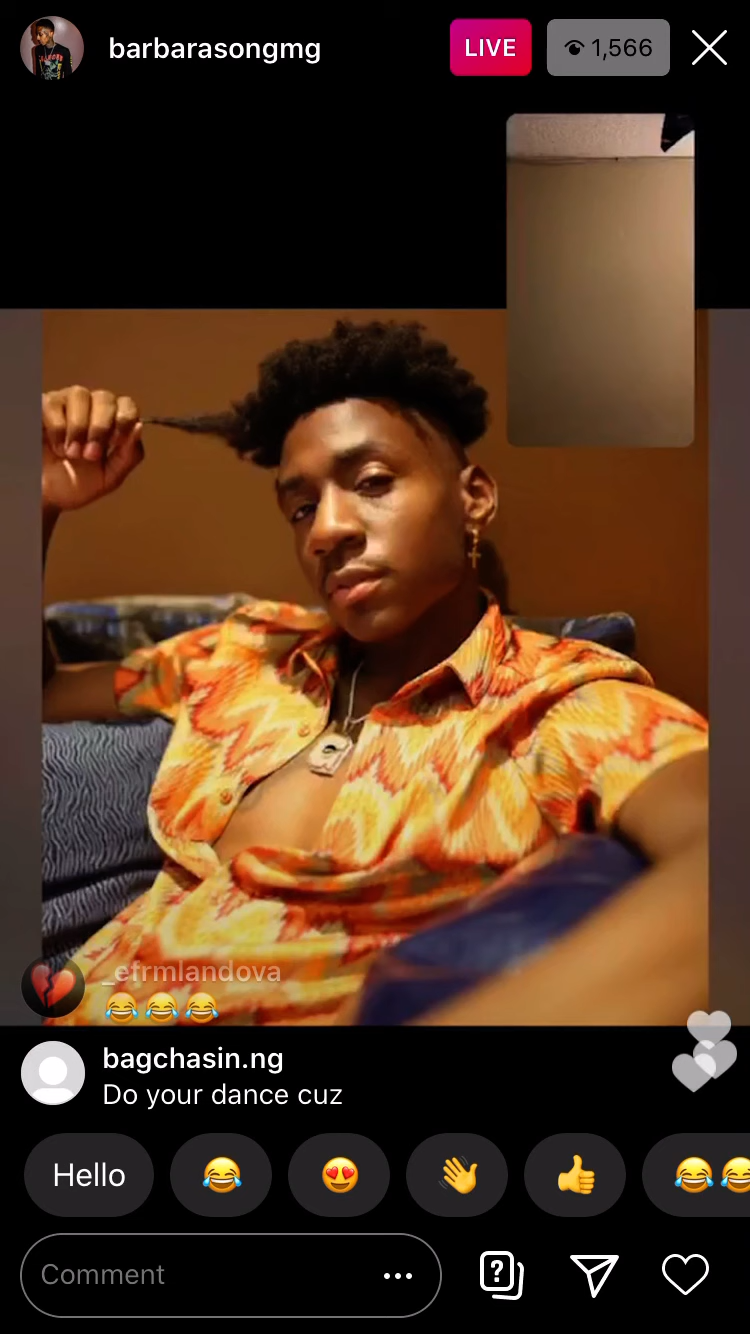 barbarasongmg
LIVE
1,566
_efrmlandova
😂😂😂
bagchasin.ng
Do your dance cuz
Hello
Comment